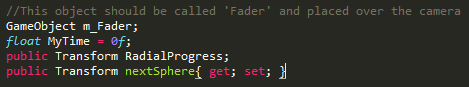 //This object should be called 'Fader' and placed over the camera
GameObject m_Fader;
float MyTime = 0f;
public Transform RadialProgress;
public Transform nextSphere{ get; set; }